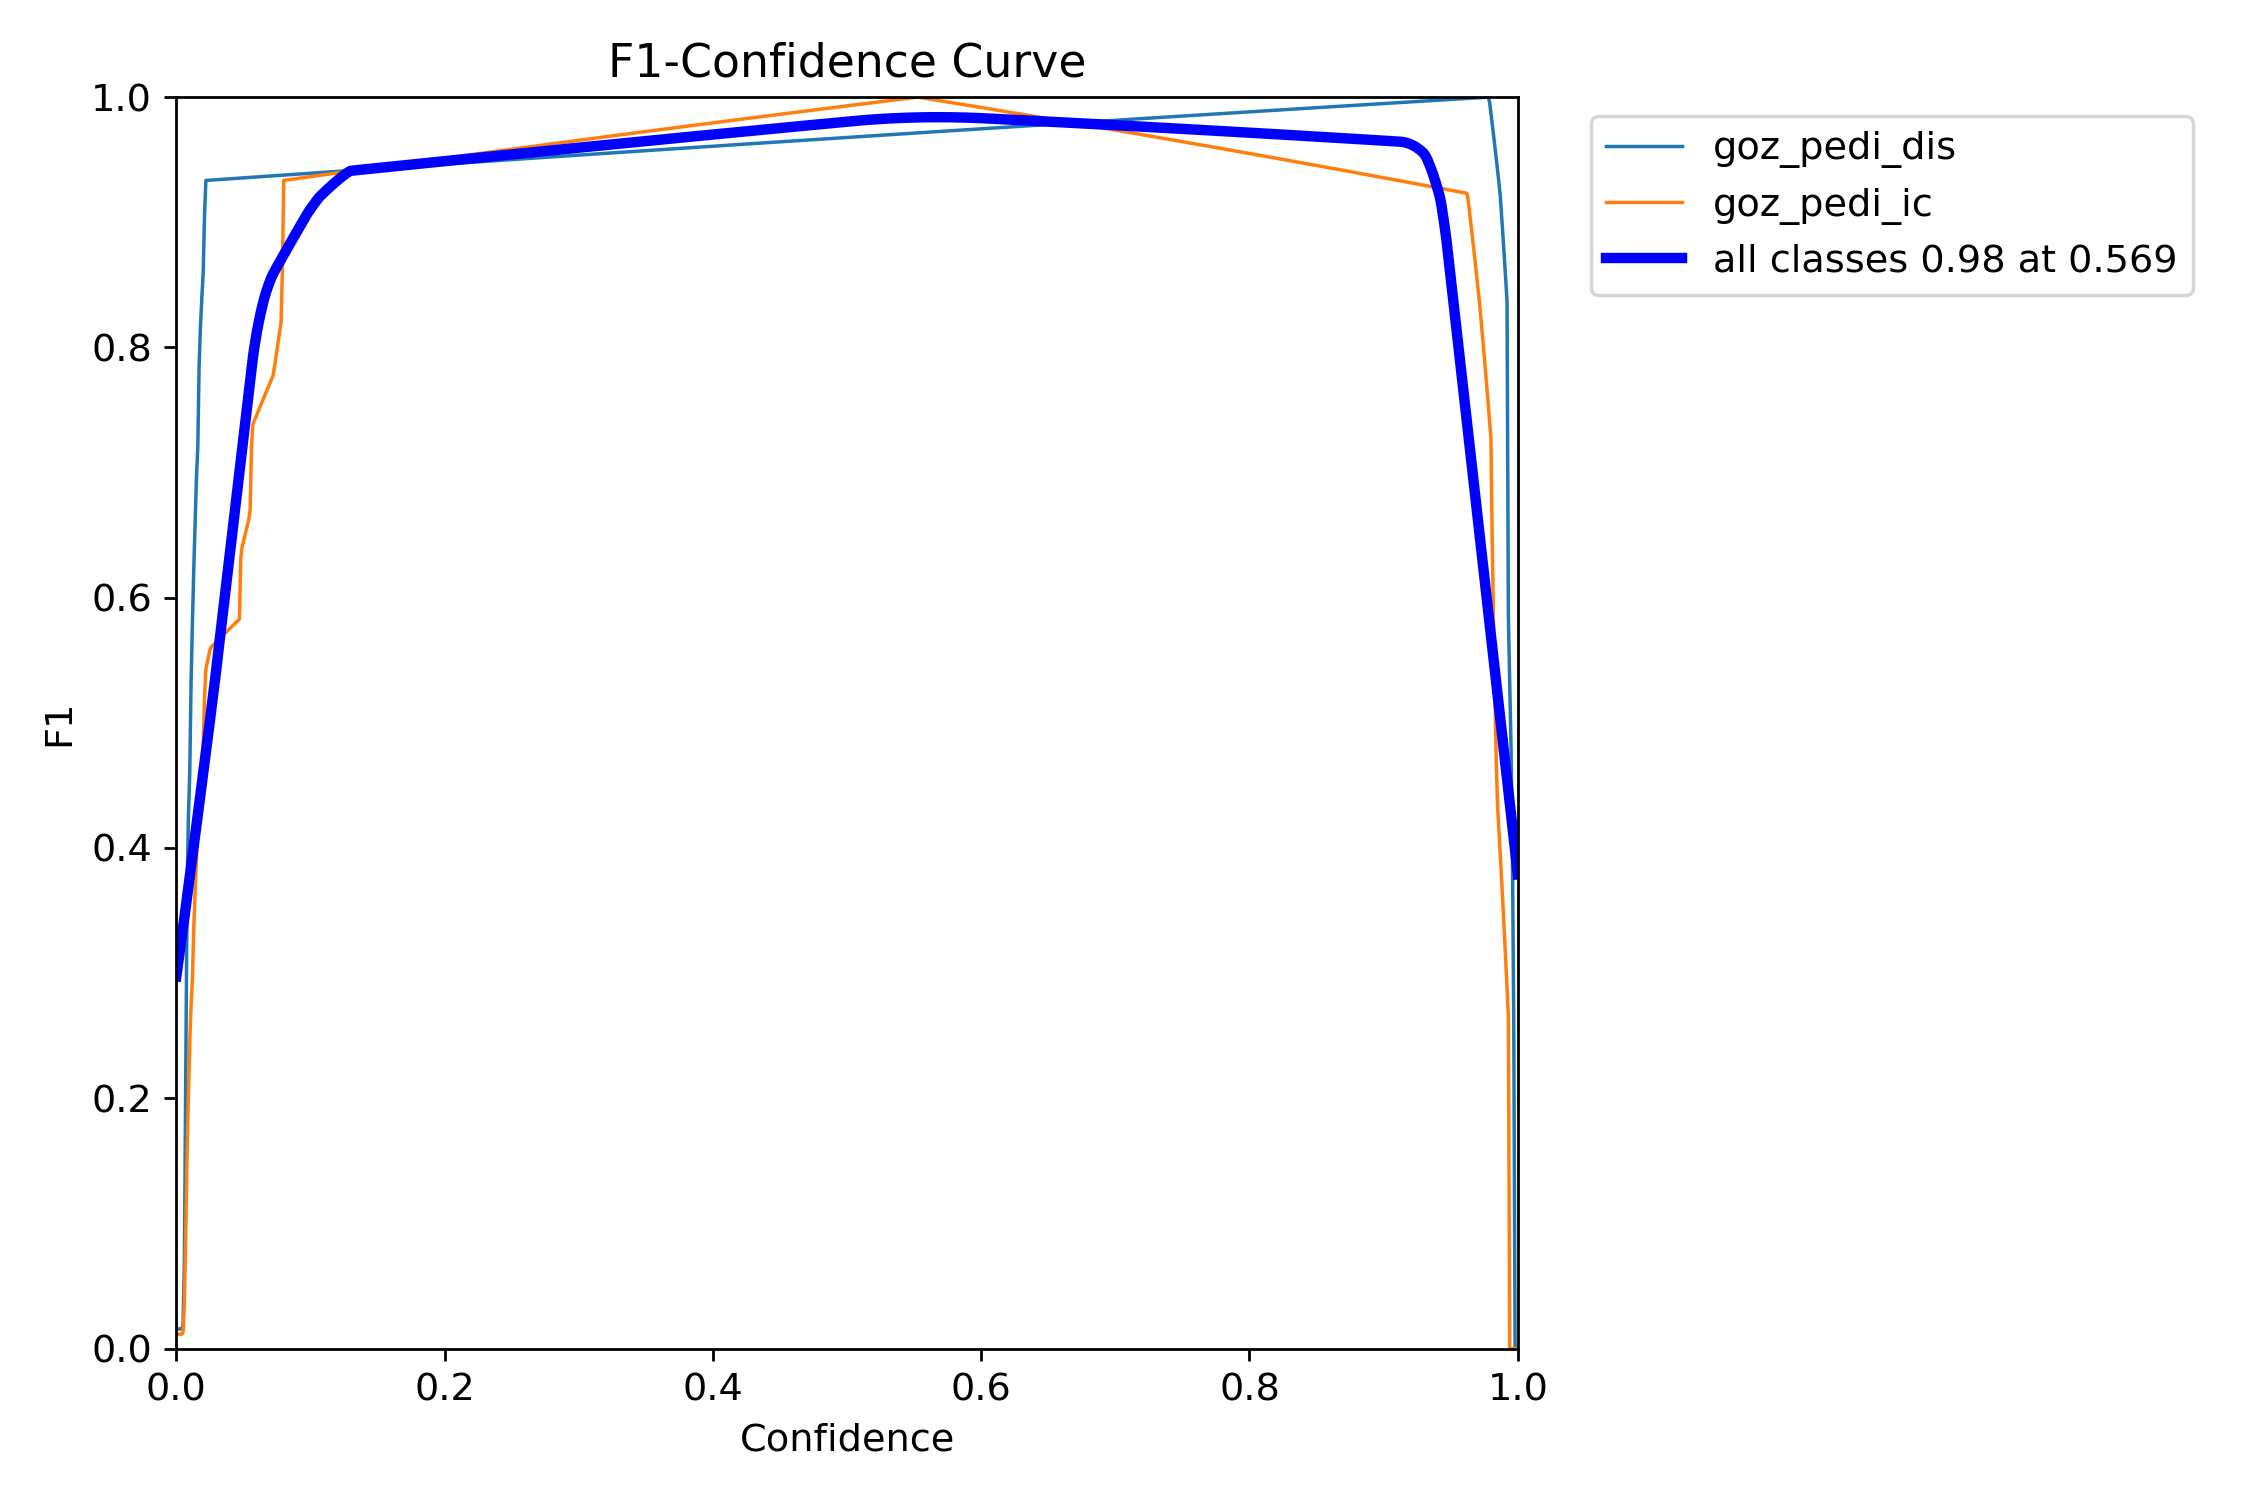 F1-Confidence Curve
1.0
0.8
0.6
0.4
0.2
0.0
F1
0.0 0.2 0.4 0.6 0.8 1.0
Confidence
goz_pedi_dis
goz_pedi_ic
all classes 0.98 at 0.569